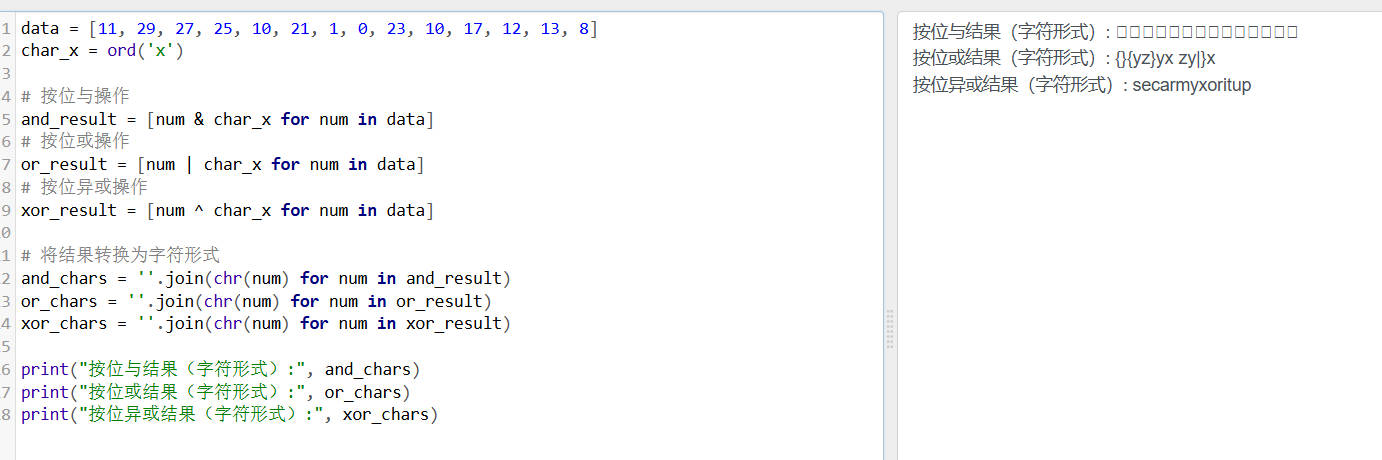 1 data = [11, 29, 27, 25, 10, 21, 1, 0, 23, 10, 17, 12, 13, 8]
2 char_x = ord('x')
3
4 # 按位与操作
5 and_result = [num & char_x for num in data]
6 # 按位或操作
7 or_result = [num | char_x for num in data]
8 # 按位异或操作
9 xor_result = [num ^ char_x for num in data]
0
1 # 将结果转换为字符形式
2 and_chars = ''.join(chr(num) for num in and_result)
3 or_chars = ''.join(chr(num) for num in or_result)
4 xor_chars = ''.join(chr(num) for num in xor_result)
5
6 print("按位与结果（字符形式）:", and_chars)
7 print("按位或结果（字符形式）:", or_chars)
8 print("按位异或结果（字符形式）:", xor_chars)
按位与结果（字符形式）: □□□□□□□□□□□□□□
按位或结果（字符形式）: {}{yz}yx zy|}x
按位异或结果（字符形式）: secarmyxoritup